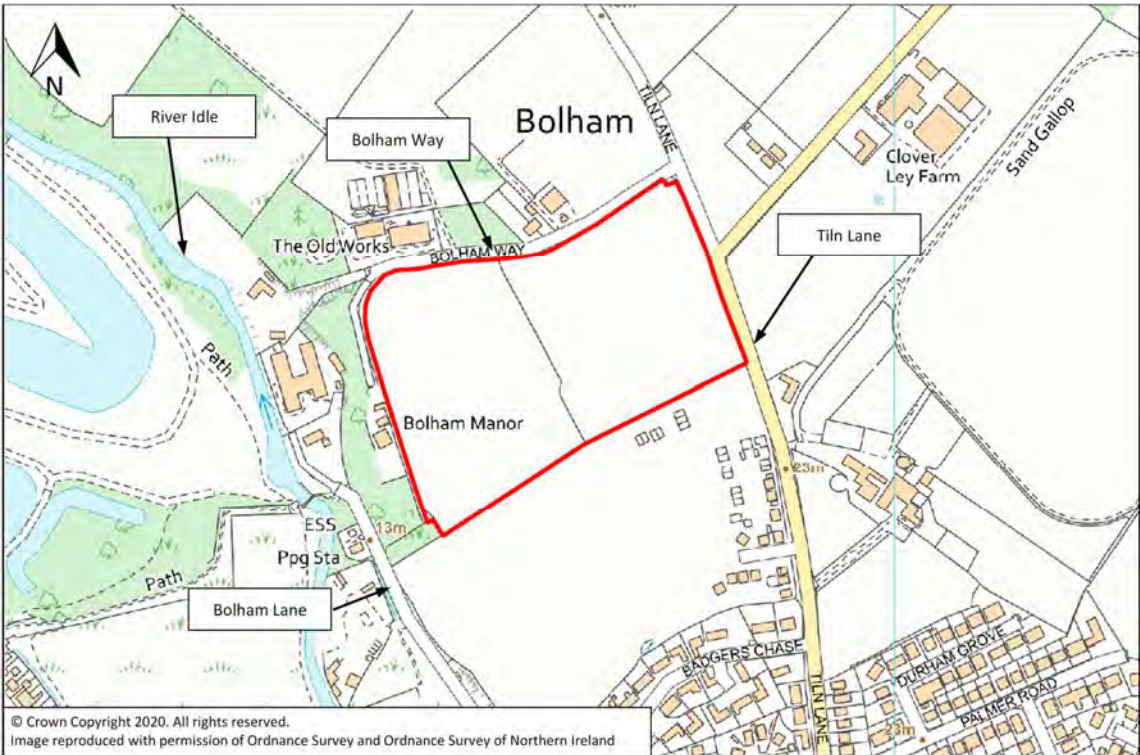 N
River Idle
Bolham Way
Bolham
TILN LANE
Clover
Ley Farm
Sand Gallop
The Old Works
BOLHAM WAY
Tiln Lane
Path
Bolham Manor
23m
ESS
13m
Ppg Sta
Path
Bolham Lane
BADGERS CHASE
DURHAM GROVE
PALMER ROAD
TILN LANE
23m
© Crown Copyright 2020. All rights reserved.
Image reproduced with permission of Ordnance Survey and Ordnance Survey of Northern Ireland